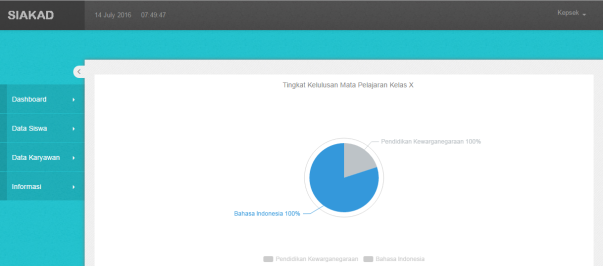 SIAKAD
14 July 2016 07:49:47
Kepsek
Dashboard
Data Siswa
Data Karyawan
Informasi
Tingkat Kelulusan Mata Pelajaran Kelas X
Pendidikan Kewarganegaraan 100%
Bahasa Indonesia 100%
Pendidikan Kewarganegaraan Bahasa Indonesia